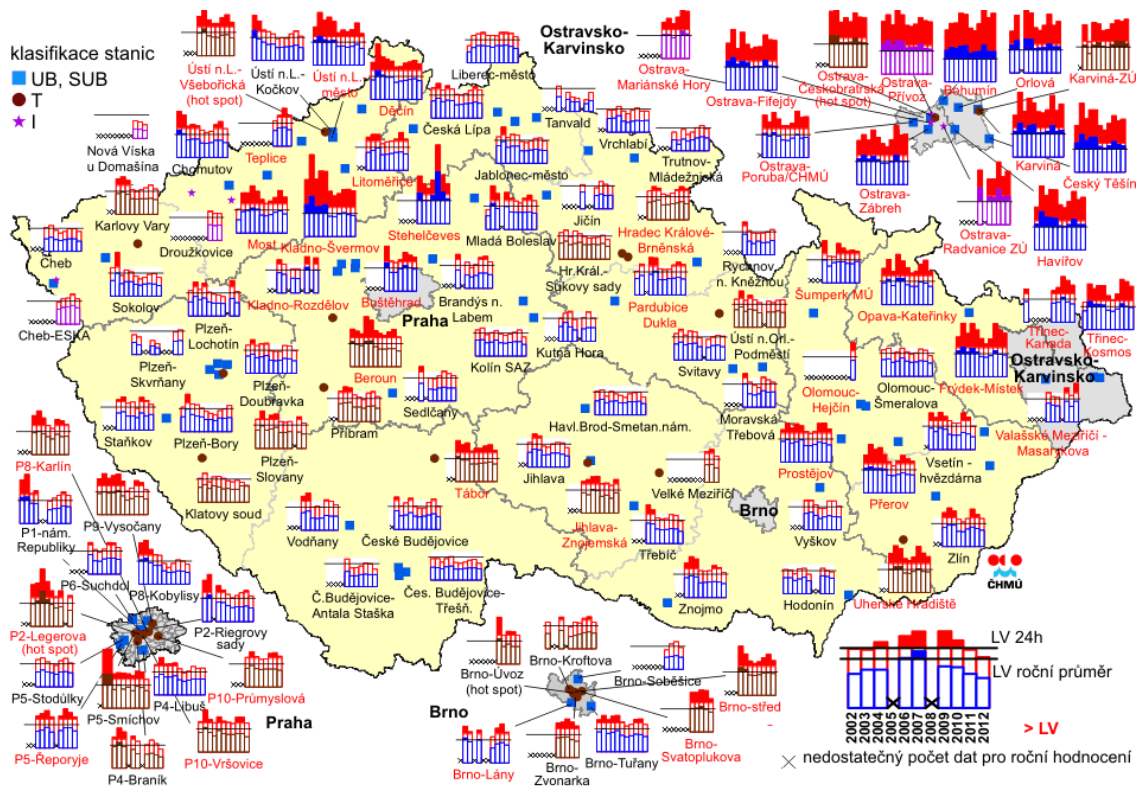 klasifikace stanic
UB, SUB
T
I
Ústí n.L.-
Všebořická
(hot spot)
Ústí n.L.-
Kočkov
Ústí n.L.-
město
Děčín
Liberec-město
Česká Lípa
Tanvald
Vrchlabí
Trutnov-
Mládežnická
Ostravsko-
Karvinsko
Ostrava-
Mariánské Hory
Ostrava-Fifejdy
Ostrava-
Českobratrská
(hot spot)
Ostrava-
Přívoz
Bohumín
Orlová
Karviná-ZÚ
Ostrava-
Poruba/ČHMÚ
Ostrava-
Zábřeh
Karviná
Český Těšín
Ostrava-
Radvanice ZÚ
Havířov
Nová Víska
u Domašína
Chomutov
Teplice
Litoměřice
Jablonec-město
Karlovy Vary
Droužkovice
Most
Kladno-Švermov
Stehelčeves
Mladá Boleslav
Jičín
Hradec Králové-
Brněnská
Hr.Král.-
Sukovy sady
Rychnov
n. Kněžnou
Cheb
Sokolov
Kladno-Rozdělov
Buštěhrad
Brandýs n.
Labem
Praha
Pardubice
Dukla
Šumperk MÚ
Opava-Kateřinky
Třinec-
Kanada
Třinec-
Kosmos
Cheb-ESKA
Plzeň-
Lochotín
Plzeň-
Skvrňany
Plzeň-
Doubravka
Beroun
Kolín SAZ
Kutná Hora
Ústí n.Orl.-
Podměstí
Svitavy
Olomouc-
Hejčín
Olomouc-
Šmeralova
Frýdek-Místek
Ostravsko-
Karvinsko
Staňkov
Plzeň-Bory
Plzeň-
Slovany
Příbram
Sedlčany
Havl.Brod-Smetan.nám.
Moravská
Třebová
Valašské Meziříčí -
Masarykova
P8-Karlín
Klatovy soud
Tábor
Jihlava
Velké Meziříčí
Prostějov
Přerov
Vsetín -
hvězdárna
P9-Vysočany
P1-nám.
Republiky
Vodňany
České Budějovice
Jihlava-
Znojemská
Třebíč
Brno
Vyškov
Zlín
ČHMÚ
P6-Suchdol
P8-Kobylisy
Č.Budějovice-
Antala Staška
Čes. Budějovice-
Třešň.
Znojmo
Hodonín
Uherské Hradiště
P2-Legerova
(hot spot)
P2-Riegrovy
sady
P5-Stodůlky
P5-Smíchov
P4-Libuš
P10-Průmyslová
Praha
P5-Řeporyje
P4-Braník
P10-Vršovice
Brno-Úvoz
(hot spot)
Brno-Kroftova
Brno-Soběšice
Brno-střed
Brno
Brno-Lány
Brno-
Zvonarka
Brno-Tuřany
Brno-
Svatoplukova
LV 24h
LV roční průměr
2002
2003
2004
2005
2006
2007
2008
2009
2010
2011
2012
> LV
nedostatečný počet dat pro roční hodnocení